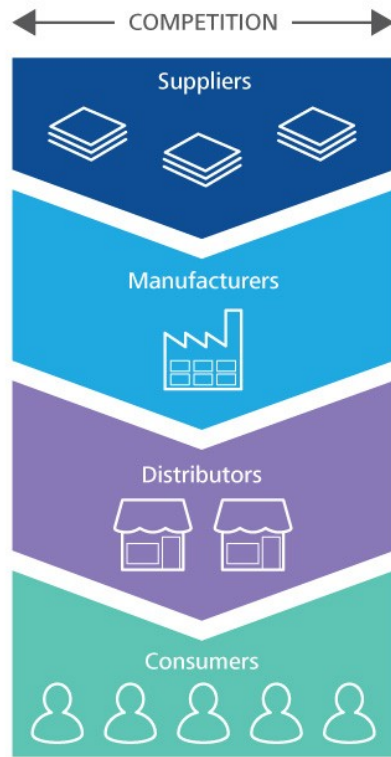 COMPETITION
Suppliers
Manufacturers
Distributors
Consumers